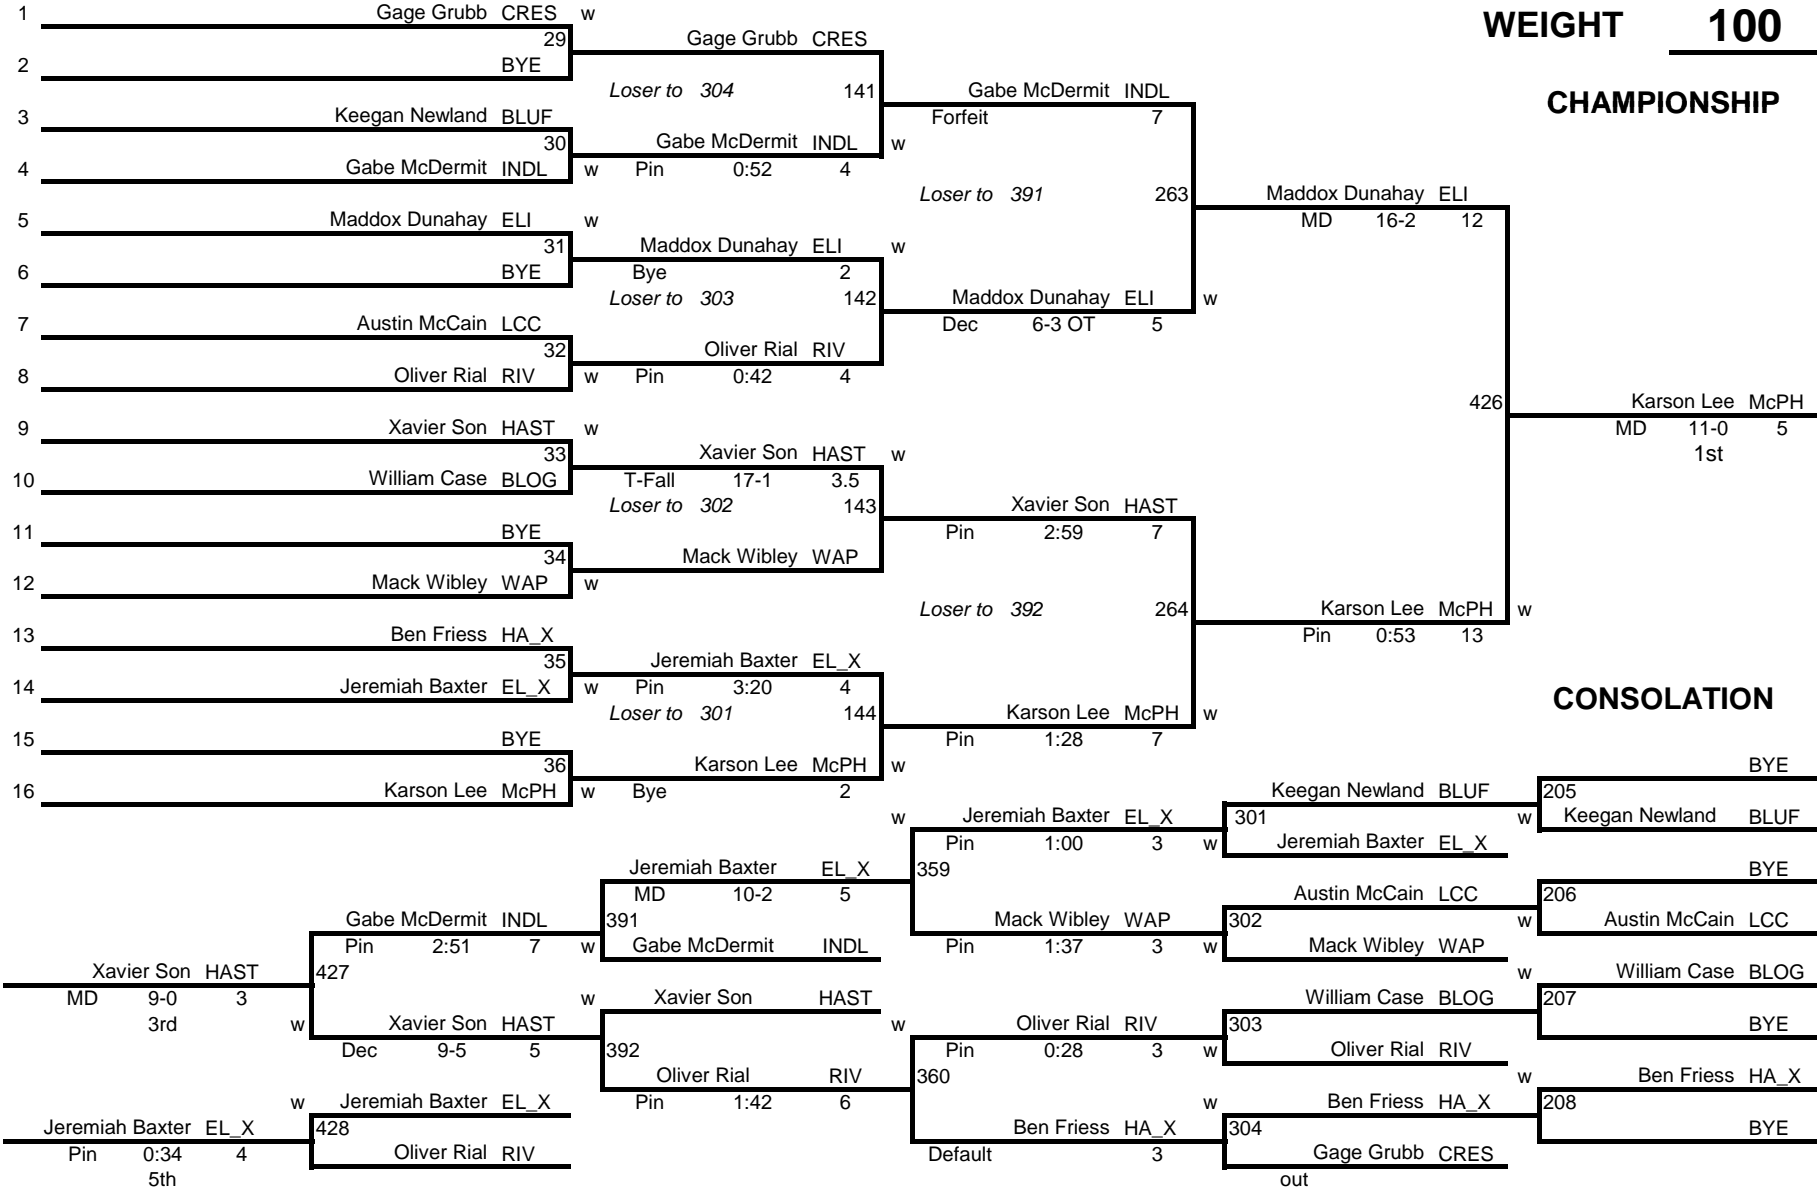 1 Gage Grubb CRES w
WEIGHT 100
29 Gage Grubb CRES
2 BYE
Loser to 304 141 Gabe McDermit INDL
CHAMPIONSHIP
3 Keegan Newland BLUF Forfeit 7
30 Gabe McDermit INDL w
4 Gabe McDermit INDL w Pin 0:52 4
Loser to 391 263 Maddox Dunahay ELI
5 Maddox Dunahay ELI w MD 16-2 12
31 Maddox Dunahay ELI w
6 BYE Bye 2
Loser to 303 142 Maddox Dunahay ELI w
7 Austin McCain LCC Dec 6-3 OT 5
32 Oliver Rial RIV
8 Oliver Rial RIV w Pin 0:42 4
426 Karson Lee McPH
9 Xavier Son HAST w MD 11-0 5
33 Xavier Son HAST w 1st
10 William Case BLOG T-Fall 17-1 3.5
Loser to 302 143 Xavier Son HAST
11 BYE Pin 2:59 7
34 Mack Wibley WAP
12 Mack Wibley WAP w
Loser to 392 264 Karson Lee McPH w
13 Ben Friess HA_X Pin 0:53 13
35 Jeremiah Baxter EL_X
14 Jeremiah Baxter EL_X w Pin 3:20 4
CONSOLATION
Loser to 301 144 Karson Lee McPH w
15 BYE Pin 1:28 7
36 Karson Lee McPH w BYE
16 Karson Lee McPH w Bye 2 Keegan Newland BLUF 205
w Jeremiah Baxter EL_X 301 w Keegan Newland BLUF
Pin 1:00 3 w Jeremiah Baxter EL_X
Jeremiah Baxter EL_X 359 BYE
MD 10-2 5 Austin McCain LCC 206
Gabe McDermit INDL 391 Mack Wibley WAP 302 w Austin McCain LCC
Pin 2:51 7 w Gabe McDermit INDL Pin 1:37 3 w Mack Wibley WAP
Xavier Son HAST 427 w William Case BLOG
MD 9-0 3 w Xavier Son HAST William Case BLOG 207
3rd w Xavier Son HAST w Oliver Rial RIV 303 BYE
Dec 9-5 5 392 Pin 0:28 3 w Oliver Rial RIV
Oliver Rial RIV 360 w Ben Friess HA_X
w Jeremiah Baxter EL_X Pin 1:42 6 w Ben Friess HA_X 208
Jeremiah Baxter EL_X 428 Ben Friess HA_X 304 BYE
Pin 0:34 4 Oliver Rial RIV Default 3 Gage Grubb CRES
5th out